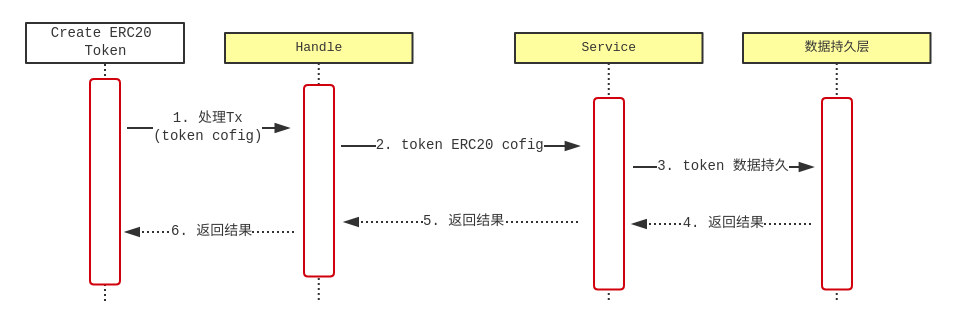 Create ERC20
Token
Handle
Service
数据持久层
1. 处理Tx
(token cofig)
2. token ERC20 cofig
3. token 数据持久
4. 返回结果
5. 返回结果
6. 返回结果